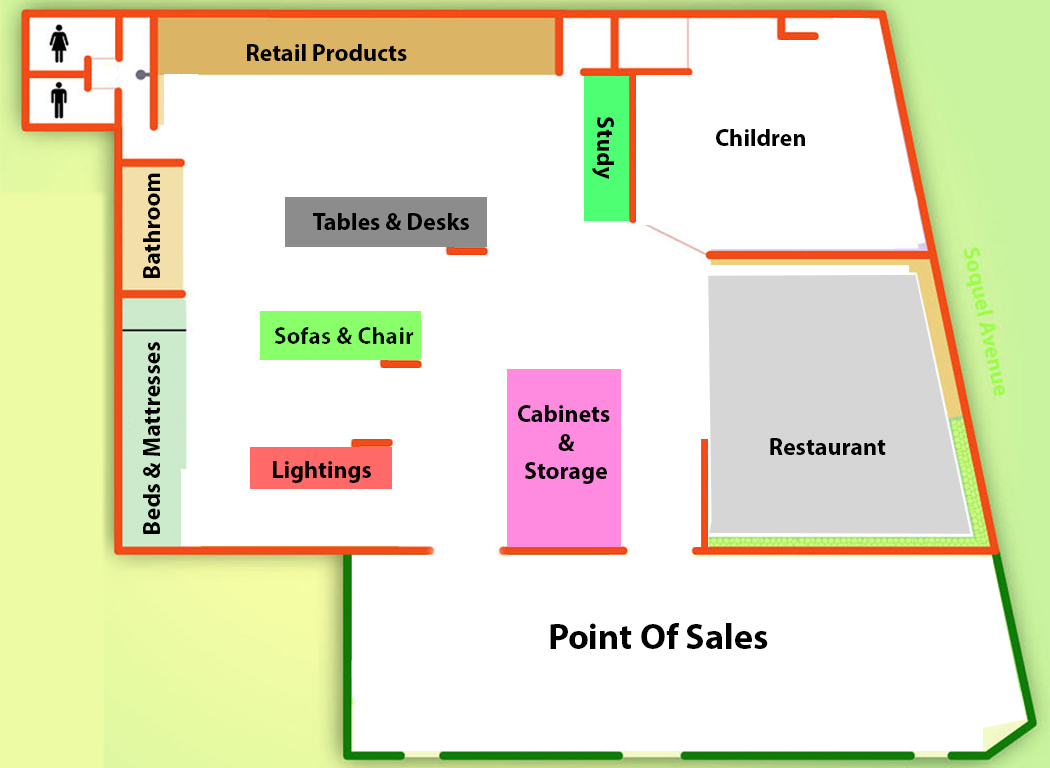 Retail Products
Study
Children
Bathroom
Tables & Desks
Soquel Avenue
Sofas & Chair
Beds & Mattresses
Cabinets
&
Storage
Restaurant
Lightings
Point Of Sales